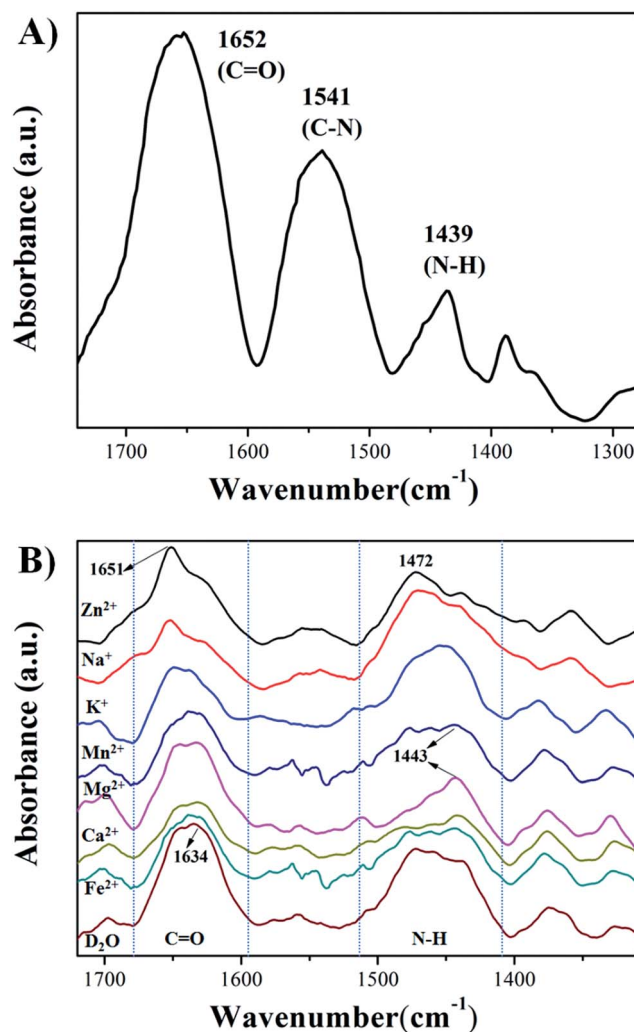 A)
1652
(C=O)
1541
(C-N)
1439
(N-H)
Absorbance (a.u.)
1700 1600 1500 1400 1300
Wavenumber(cm⁻¹)
B)
1651
1472
Zn²⁺
Na⁺
K⁺
Mn²⁺
1443
Mg²⁺
Ca²⁺
Fe²⁺
1634
D₂O C=O N-H
Absorbance (a.u.)
1700 1600 1500 1400
Wavenumber(cm⁻¹)